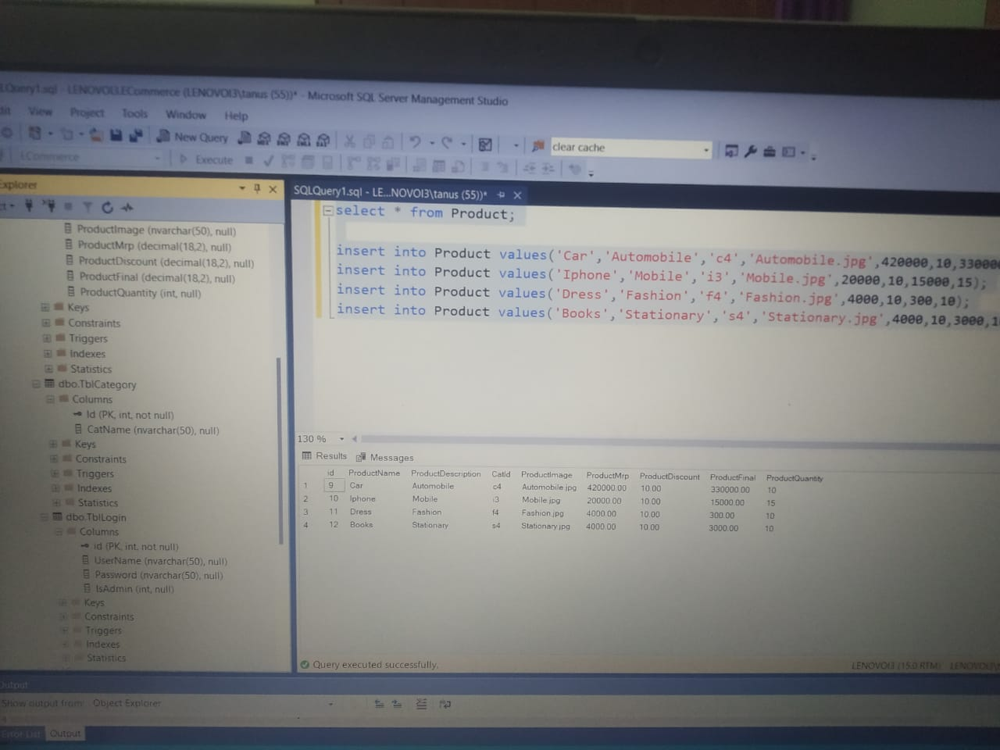 LQuery1.sql - LENOVOI3.ECommerce (LENOVOI3\tanus (55))* - Microsoft SQL Server Management Studio
View Project Tools Window Help
New Query
clear cache
ECommerce
Execute
Explorer
SQLQuery1.sql - LE...NOVOI3\tanus (55))*
ProductImage (nvarchar(50), null)
ProductMrp (decimal(18,2), null)
ProductDiscount (decimal(18,2), null)
ProductFinal (decimal(18,2), null)
ProductQuantity (int, null)
Keys
Constraints
Triggers
Indexes
Statistics
dbo.TblCategory
Columns
Id (PK, int, not null)
CatName (nvarchar(50), null)
Keys
Constraints
Triggers
Indexes
Statistics
dbo.TblLogin
Columns
id (PK, int, not null)
UserName (nvarchar(50), null)
Password (nvarchar(50), null)
IsAdmin (int, null)
Keys
Constraints
Triggers
Indexes
Statistics
select * from Product;
insert into Product values('Car','Automobile','c4','Automobile.jpg',420000,10,330000
insert into Product values('Iphone','Mobile','i3','Mobile.jpg',20000,10,15000,15);
insert into Product values('Dress','Fashion','f4','Fashion.jpg',4000,10,300,10);
insert into Product values('Books','Stationary','s4','Stationary.jpg',4000,10,3000,1
130 %
Results Messages
id ProductName ProductDescription CatId ProductImage ProductMrp ProductDiscount ProductFinal ProductQuantity
1 9 Car Automobile c4 Automobile.jpg 420000.00 10.00 330000.00 10
2 10 Iphone Mobile i3 Mobile.jpg 20000.00 10.00 15000.00 15
3 11 Dress Fashion f4 Fashion.jpg 4000.00 10.00 300.00 10
4 12 Books Stationary s4 Stationary.jpg 4000.00 10.00 3000.00 10
Query executed successfully.
LENOVOI3 (15.0 RTM)
Output
Show output from: Object Explorer
Error List Output